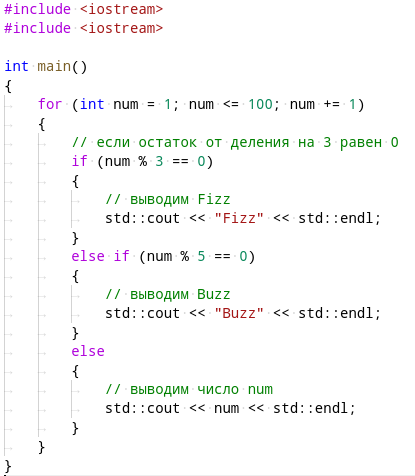 #include <iostream>
#include <iostream>

int main()
{
    for (int num = 1; num <= 100; num += 1)
    {
        // если остаток от деления на 3 равен 0
        if (num % 3 == 0)
        {
            // выводим Fizz
            std::cout << "Fizz" << std::endl;
        }
        else if (num % 5 == 0)
        {
            // выводим Buzz
            std::cout << "Buzz" << std::endl;
        }
        else
        {
            // выводим число num
            std::cout << num << std::endl;
        }
    }
}